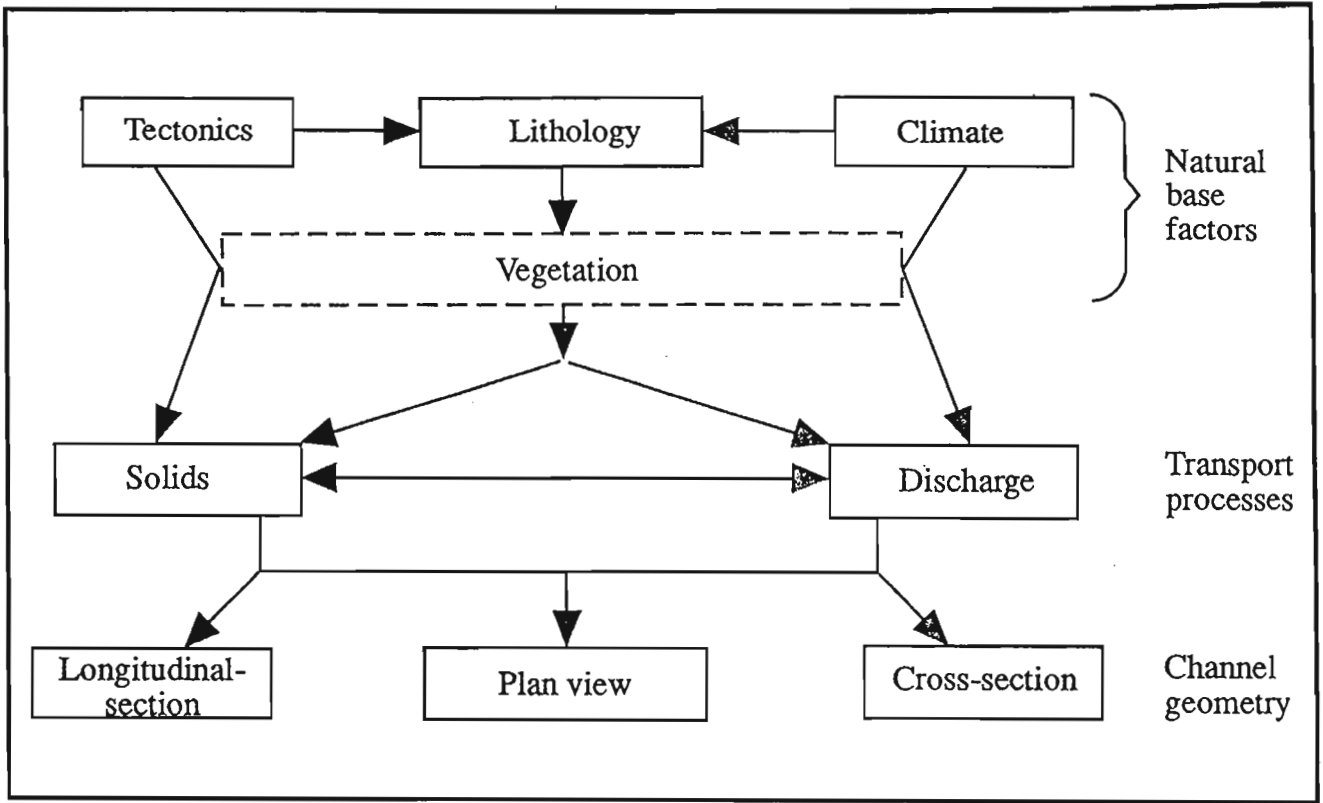 Tectonics
Lithology
Climate
Natural
base
factors
Vegetation
Solids
Discharge
Transport
processes
Longitudinal-
section
Plan view
Cross-section
Channel
geometry